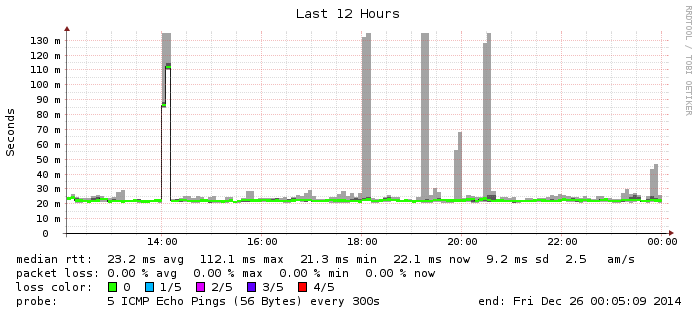 Last 12 Hours
RRDTOOL / TOBI OETIKER
Seconds
130 m
120 m
110 m
100 m
90 m
80 m
70 m
60 m
50 m
40 m
30 m
20 m
10 m
0
14:00 16:00 18:00 20:00 22:00 00:00
median rtt: 23.2 ms avg 112.1 ms max 21.3 ms min 22.1 ms now 9.2 ms sd 2.5 am/s
packet loss: 0.00 % avg 0.00 % max 0.00 % min 0.00 % now
loss color: 0 1/5 2/5 3/5 4/5
probe: 5 ICMP Echo Pings (56 Bytes) every 300s end: Fri Dec 26 00:05:09 2014